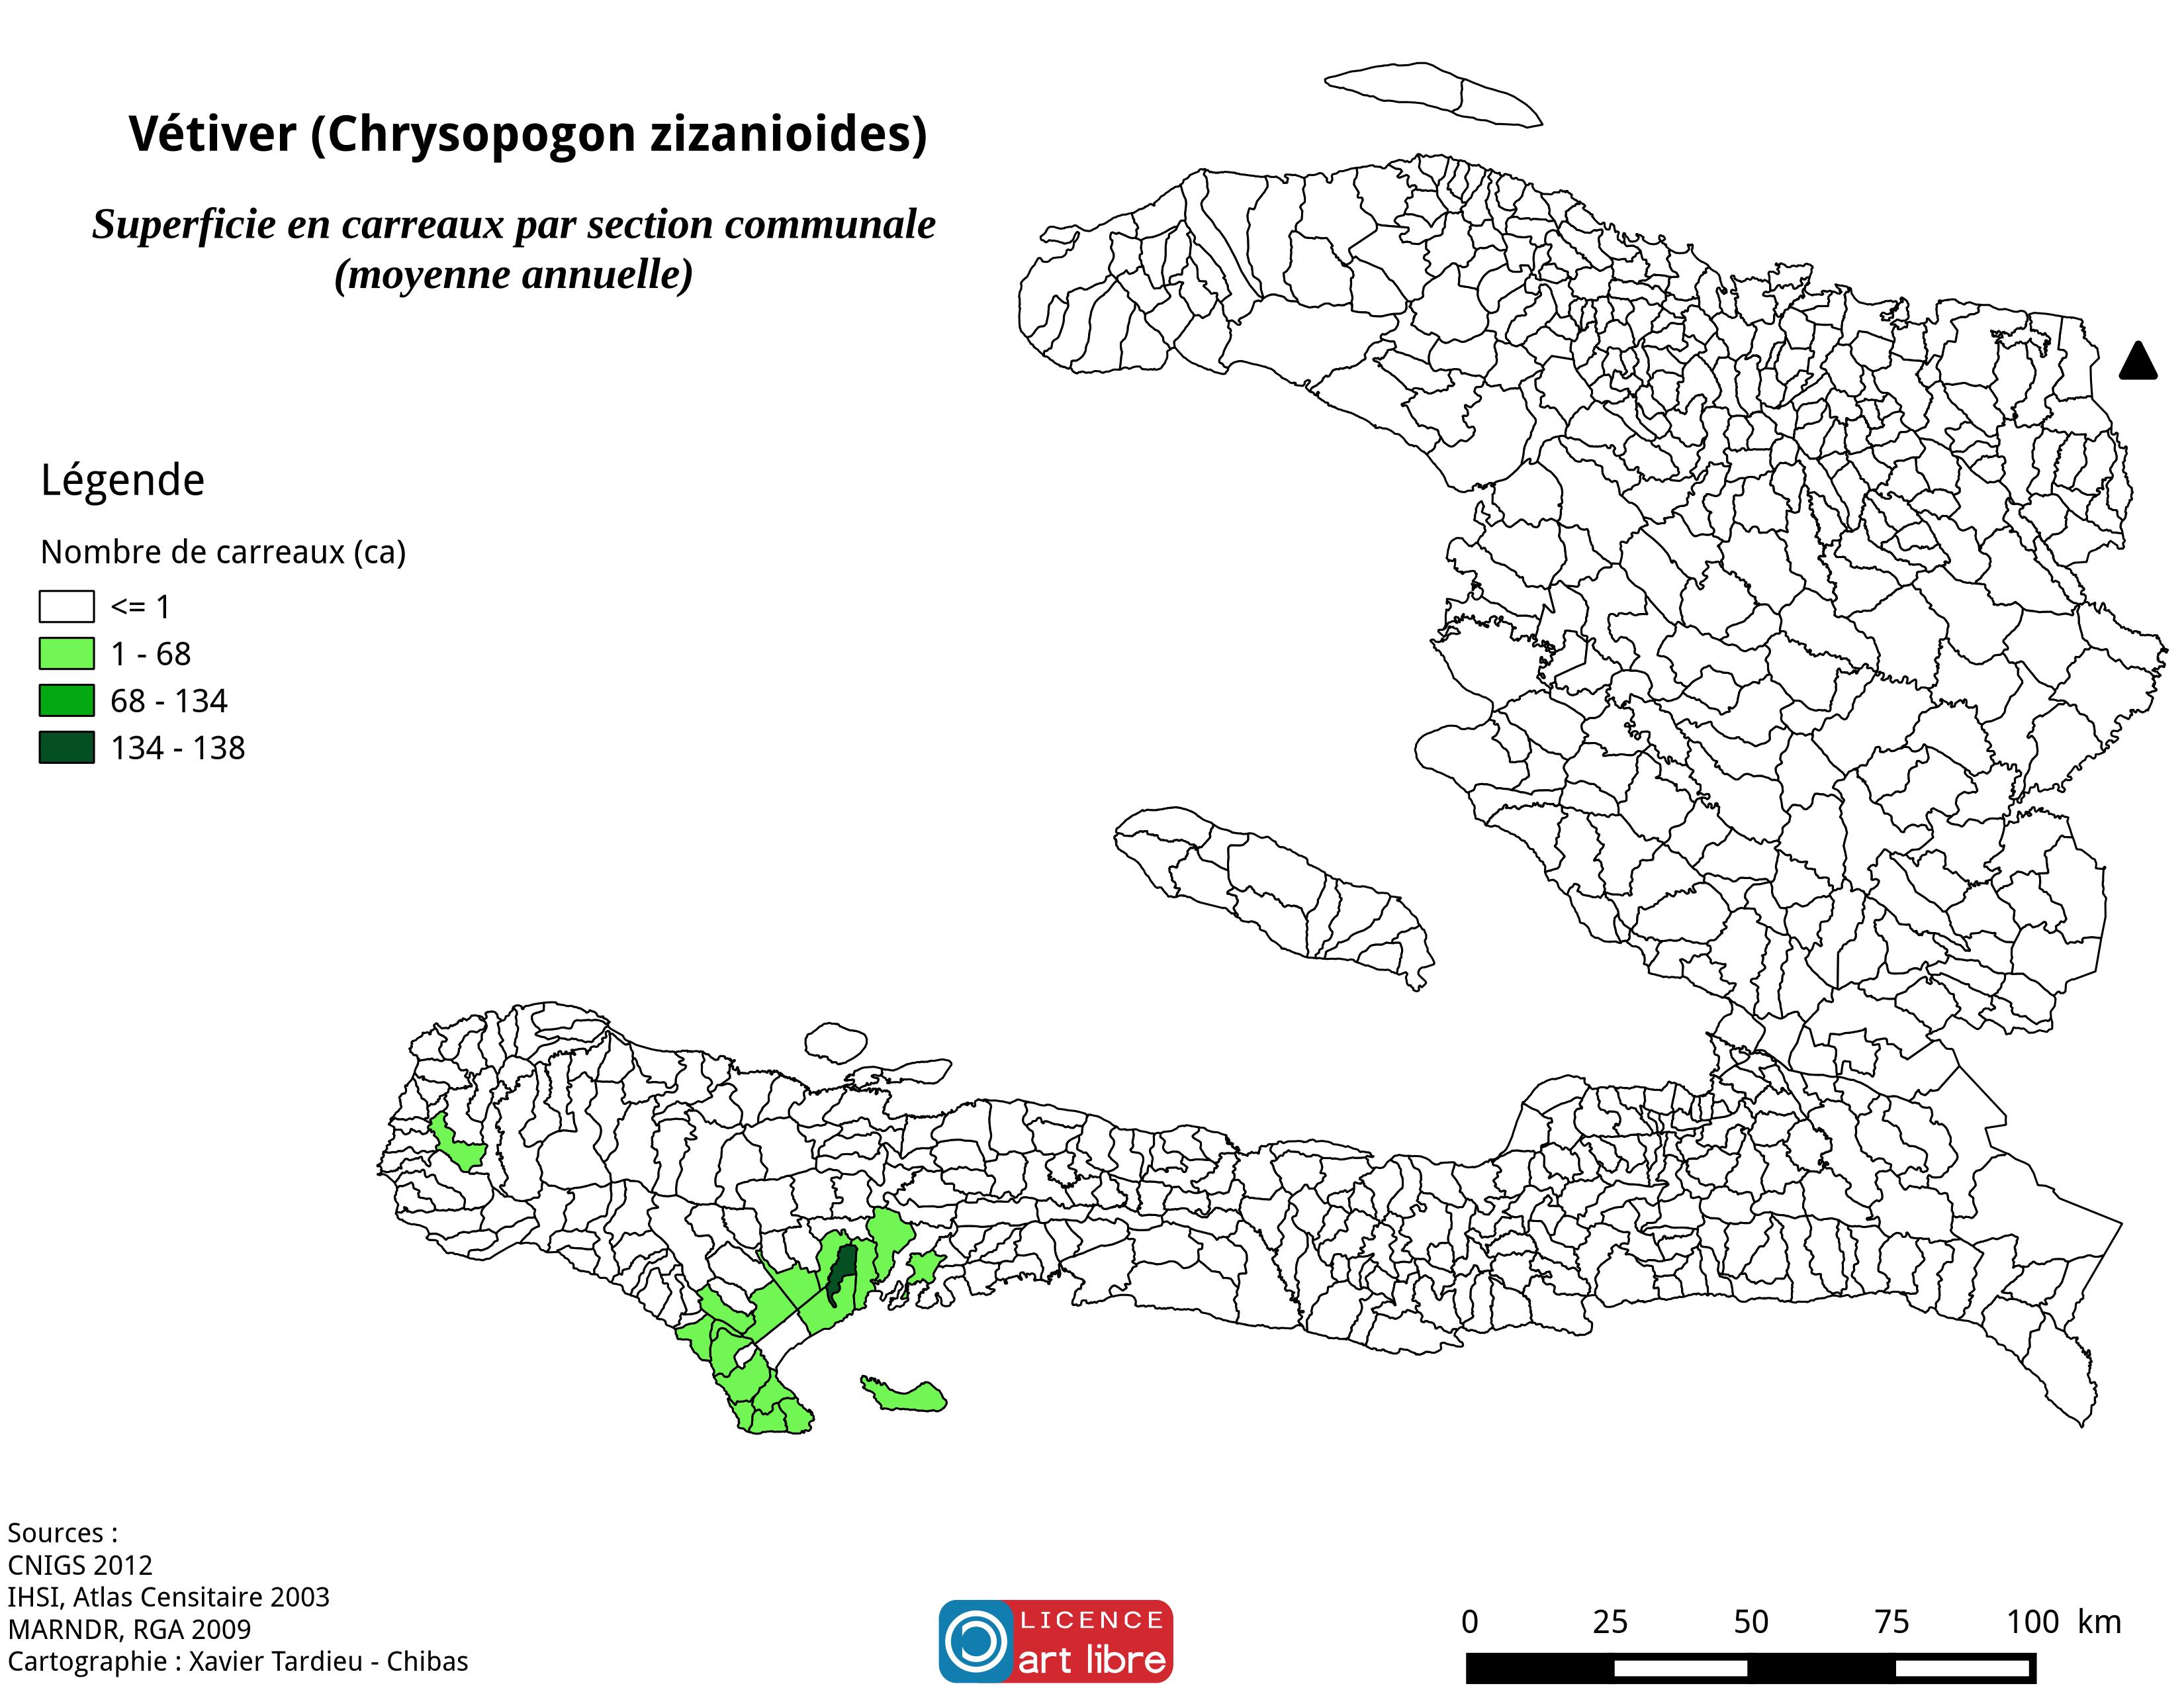 Vétiver (Chrysopogon zizanioides)
Superficie en carreaux par section communale
(moyenne annuelle)
Légende
Nombre de carreaux (ca)
<= 1
1 - 68
68 - 134
134 - 138
Sources :
CNIGS 2012
IHSI, Atlas Censitaire 2003
MARNDR, RGA 2009
Cartographie : Xavier Tardieu - Chibas
LICENCE
art libre
0 25 50 75 100 km